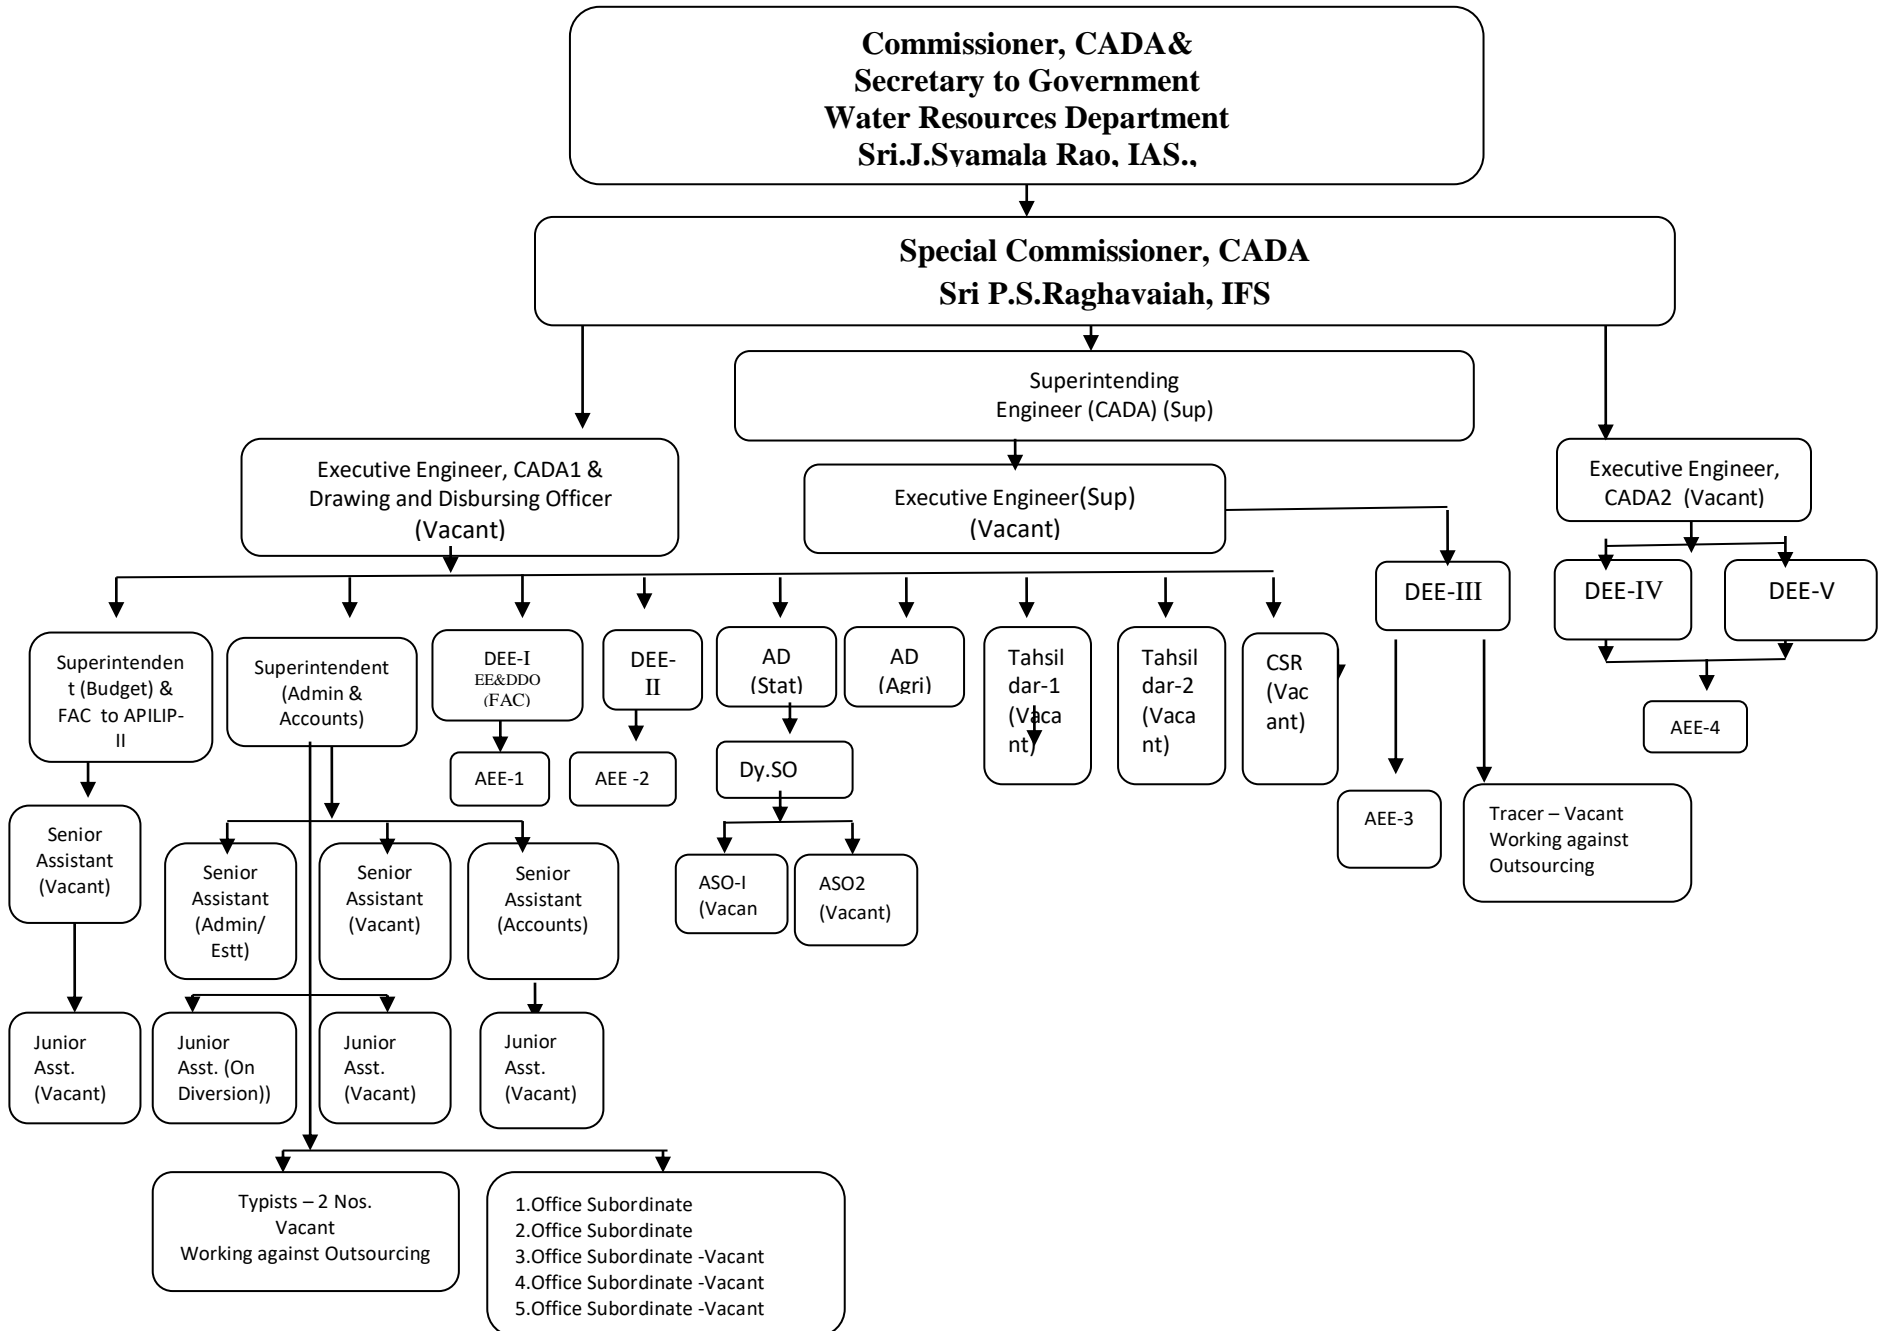 Commissioner, CADA&
Secretary to Government
Water Resources Department
Sri.J.Syamala Rao, IAS.,
Special Commissioner, CADA
Sri P.S.Raghavaiah, IFS
Superintending
Engineer (CADA) (Sup)
Executive Engineer, CADA1 &
Drawing and Disbursing Officer
(Vacant)
Executive Engineer(Sup)
(Vacant)
Executive Engineer,
CADA2 (Vacant)
Superintenden
t (Budget) &
FAC to APILIP-
II
Superintendent
(Admin &
Accounts)
DEE-I
EE&DDO
(FAC)
DEE-
II
AD
(Stat)
AD
(Agri)
Tahsil
dar-1
(Vaca
nt)
Tahsil
dar-2
(Vaca
nt)
CSR
(Vac
ant)
DEE-III
DEE-IV
DEE-V
AEE-1
AEE -2
Dy.SO
AEE-3
Tracer – Vacant
Working against
Outsourcing
AEE-4
Senior
Assistant
(Vacant)
Senior
Assistant
(Admin/
Estt)
Senior
Assistant
(Vacant)
Senior
Assistant
(Accounts)
ASO-I
(Vacan
ASO2
(Vacant)
Junior
Asst.
(Vacant)
Junior
Asst. (On
Diversion))
Junior
Asst.
(Vacant)
Junior
Asst.
(Vacant)
Typists – 2 Nos.
Vacant
Working against Outsourcing
1.Office Subordinate
2.Office Subordinate
3.Office Subordinate -Vacant
4.Office Subordinate -Vacant
5.Office Subordinate -Vacant